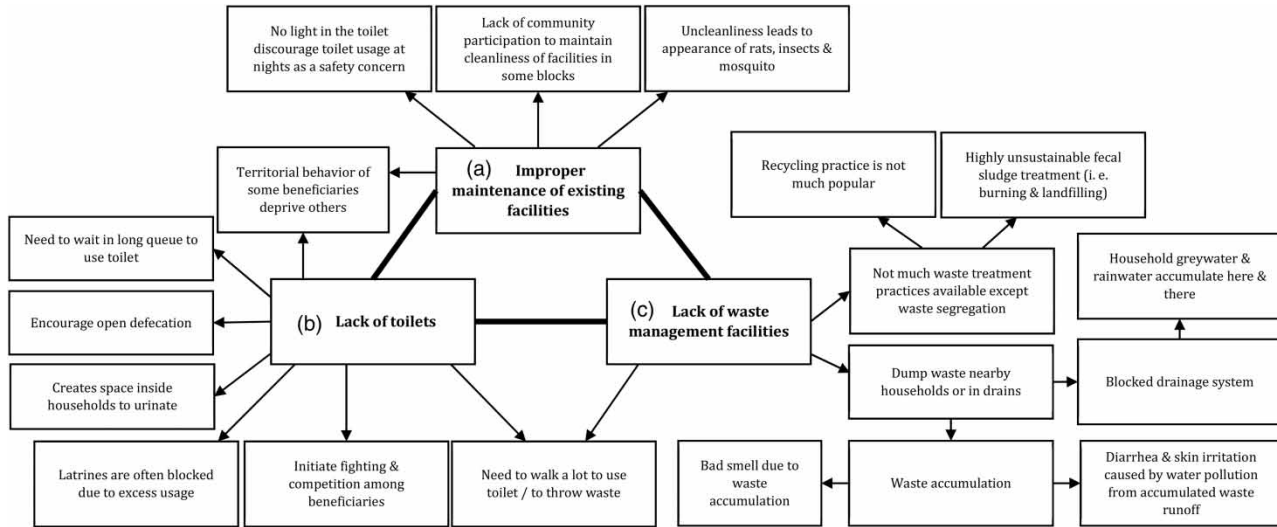 No light in the toilet
discourage toilet usage at
nights as a safety concern
Lack of community
participation to maintain
cleanliness of facilities in
some blocks
Uncleanliness leads to
appearance of rats, insects &
mosquito
Territorial behavior of
some beneficiaries
deprive others
(a) Improper
maintenance of existing
facilities
Recycling practice is not
much popular
Highly unsustainable fecal
sludge treatment (i. e.
burning & landfilling)
Need to wait in long queue to
use toilet
Encourage open defecation
Creates space inside
households to urinate
(b) Lack of toilets
(c) Lack of waste
management facilities
Not much waste treatment
practices available except
waste segregation
Household greywater &
rainwater accumulate here &
there
Dump waste nearby
households or in drains
Blocked drainage system
Latrines are often blocked
due to excess usage
Initiate fighting &
competition among
beneficiaries
Need to walk a lot to use
toilet / to throw waste
Bad smell due to
waste
accumulation
Waste accumulation
Diarrhea & skin irritation
caused by water pollution
from accumulated waste
runoff